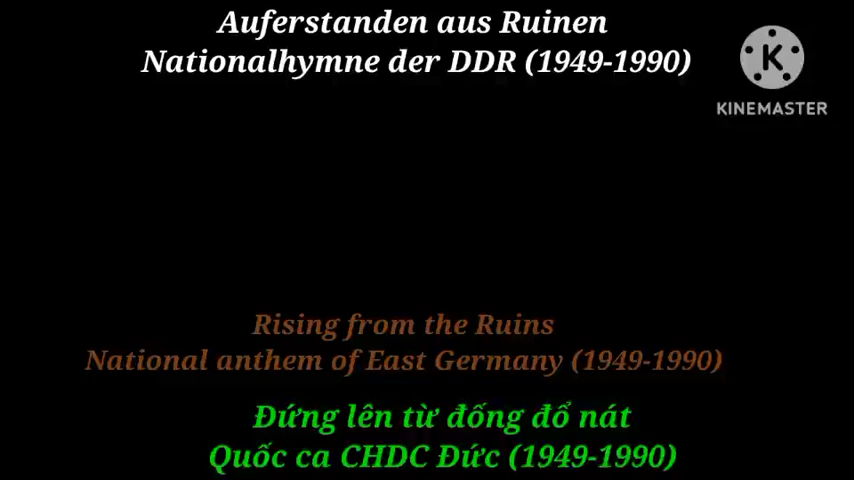 Auferstanden aus Ruinen
Nationalhymne der DDR (1949-1990)
K
KINEMASTER
Rising from the Ruins
National anthem of East Germany (1949-1990)
Đứng lên từ đống đổ nát
Quốc ca CHDC Đức (1949-1990)